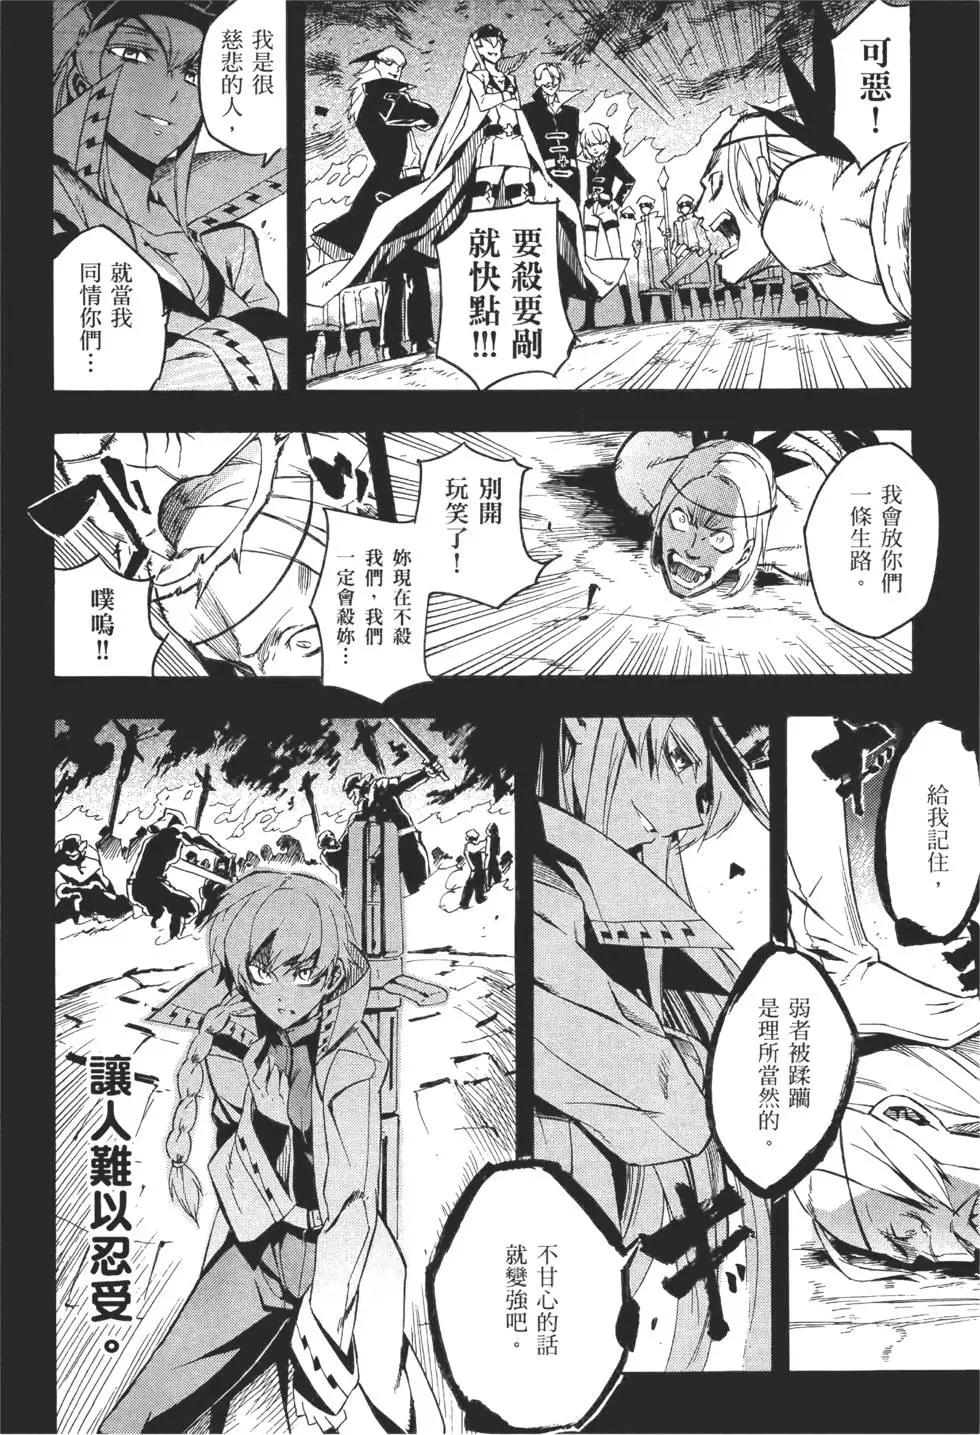 可惡！
要殺要剮
就快點!!!
我是很
慈悲的人，
就當我
同情你們…
我會放你們
一條生路。
別開
玩笑了！
妳現在不殺
我們，我們
一定會殺妳…
噗嗚!!
給我記住，
弱者被蹂躪
是理所當然的。
不甘心的話
就變強吧。
讓人難以忍受。